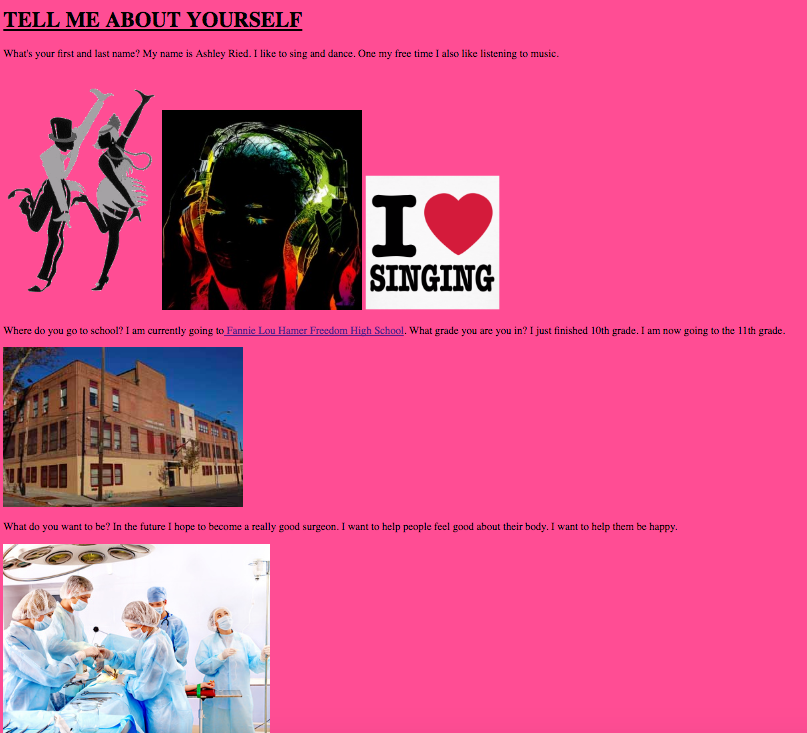 TELL ME ABOUT YOURSELF
What's your first and last name? My name is Ashley Ried. I like to sing and dance. One my free time I also like listening to music.
I
SINGING
Where do you go to school? I am currently going to Fannie Lou Hamer Freedom High School. What grade you are you in? I just finished 10th grade. I am now going to the 11th grade.
What do you want to be? In the future I hope to become a really good surgeon. I want to help people feel good about their body. I want to help them be happy.